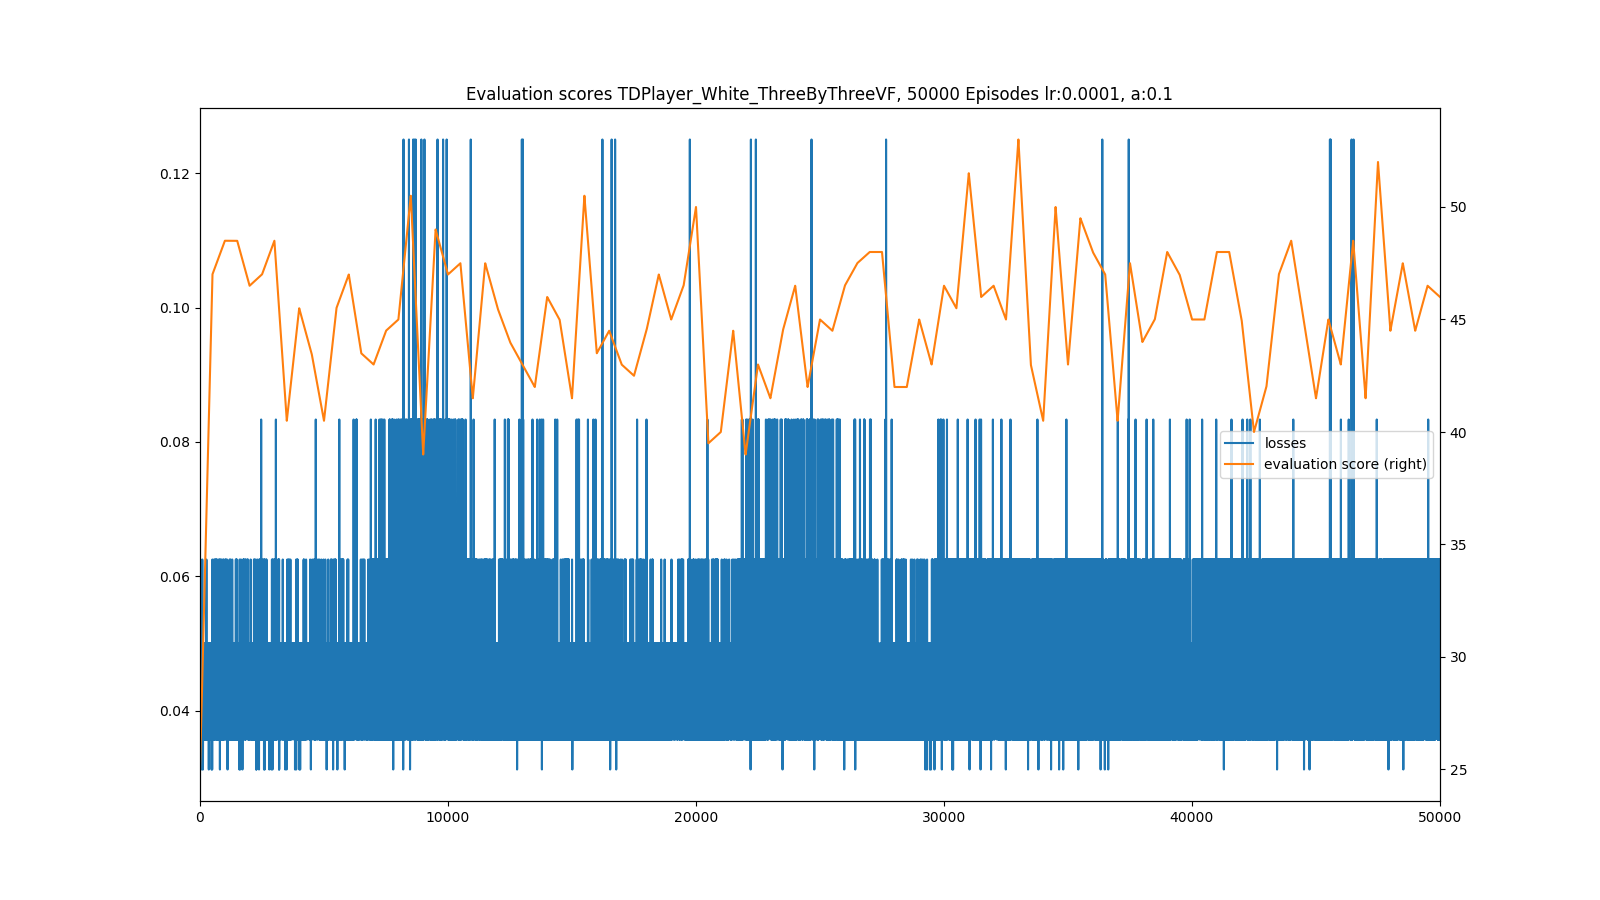 Evaluation scores TDPlayer_White_ThreeByThreeVF, 50000 Episodes lr:0.0001, a:0.1
0.12
0.10
0.08
0.06
0.04
50
45
40
35
30
25
losses
evaluation score (right)
0 10000 20000 30000 40000 50000